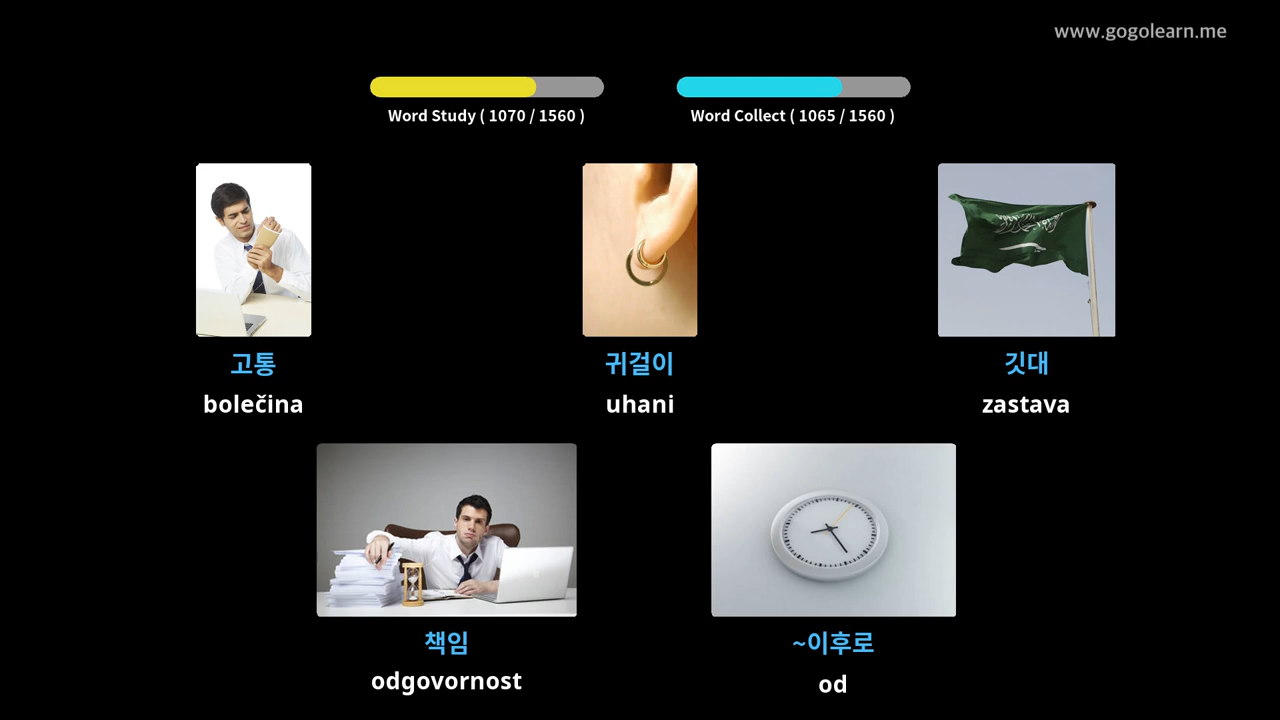 www.gogolearn.me
Word Study ( 1070 / 1560 )
Word Collect ( 1065 / 1560 )
고통
bolečina
귀걸이
uhani
깃대
zastava
책임
odgovornost
~이후로
od